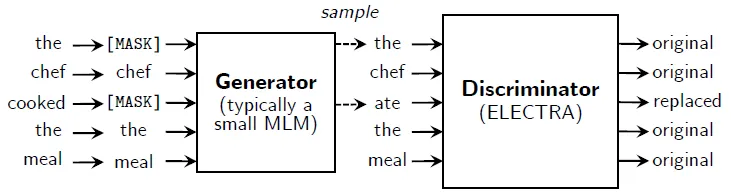 sample
the [MASK] the original
chef chef Generator chef Discriminator original
cooked [MASK] (typically a ate (ELECTRA) replaced
the the small MLM) the original
meal meal meal original